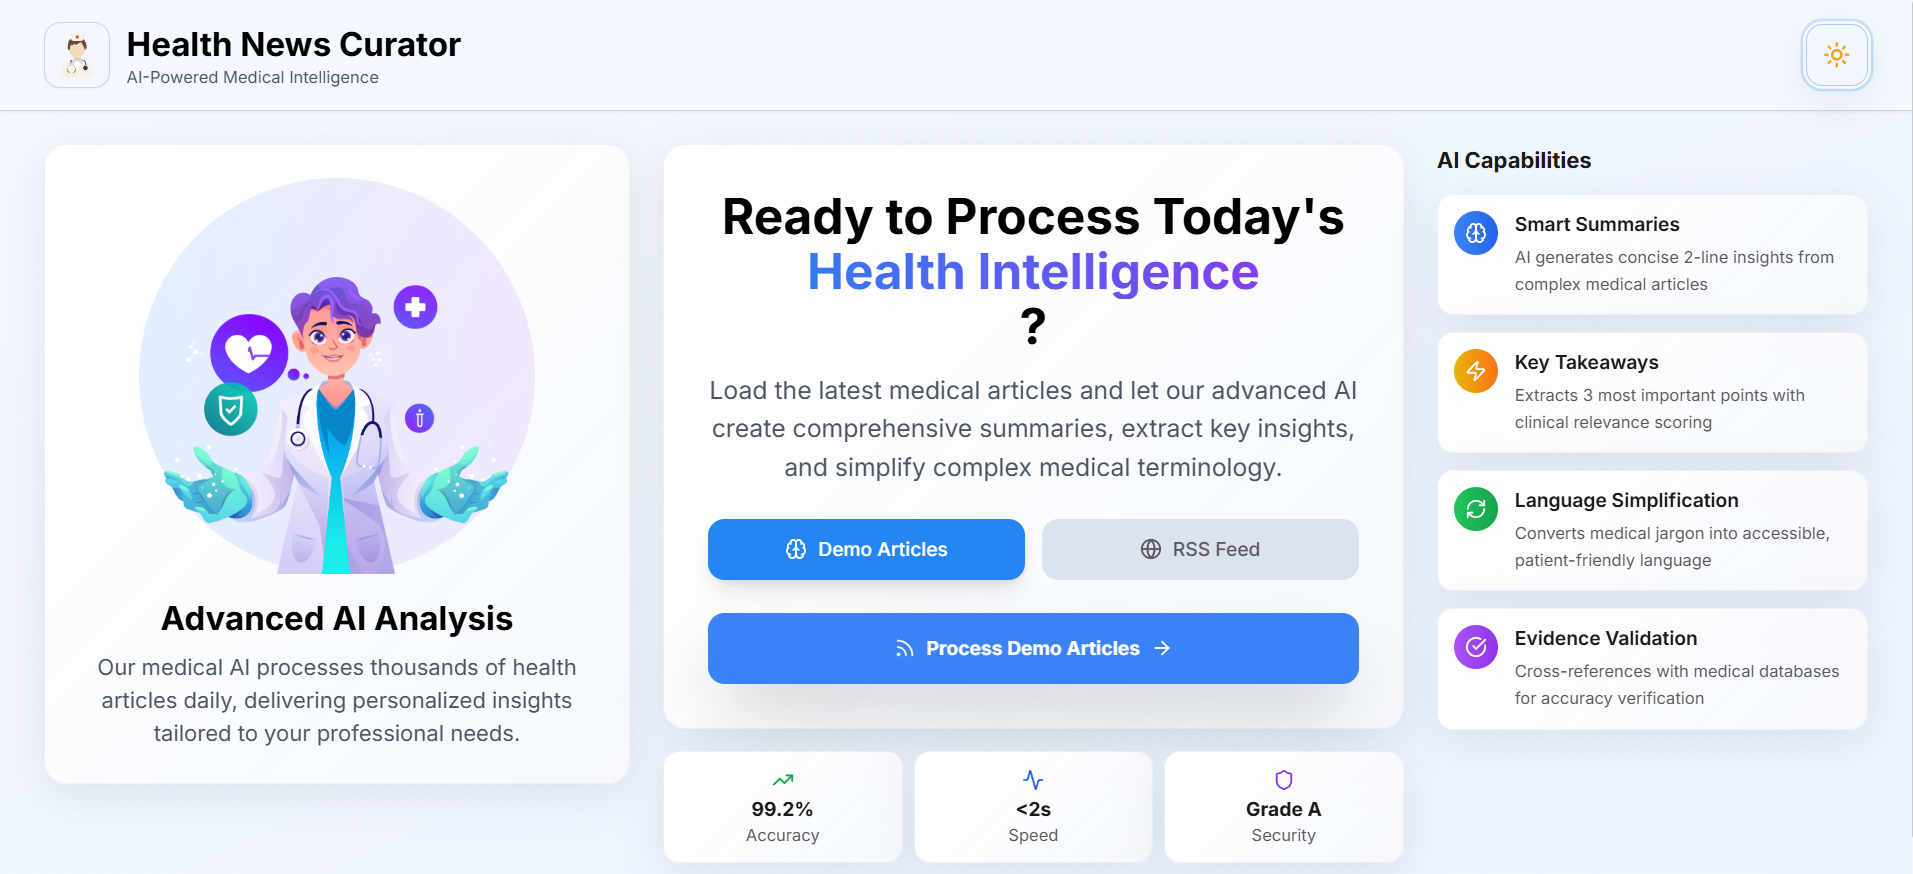 Health News Curator
AI-Powered Medical Intelligence
Advanced AI Analysis
Our medical AI processes thousands of health
articles daily, delivering personalized insights
tailored to your professional needs.
Ready to Process Today's
Health Intelligence
?
Load the latest medical articles and let our advanced AI
create comprehensive summaries, extract key insights,
and simplify complex medical terminology.
Demo Articles
RSS Feed
Process Demo Articles
99.2%
Accuracy
<2s
Speed
Grade A
Security
AI Capabilities
Smart Summaries
AI generates concise 2-line insights from
complex medical articles
Key Takeaways
Extracts 3 most important points with
clinical relevance scoring
Language Simplification
Converts medical jargon into accessible,
patient-friendly language
Evidence Validation
Cross-references with medical databases
for accuracy verification